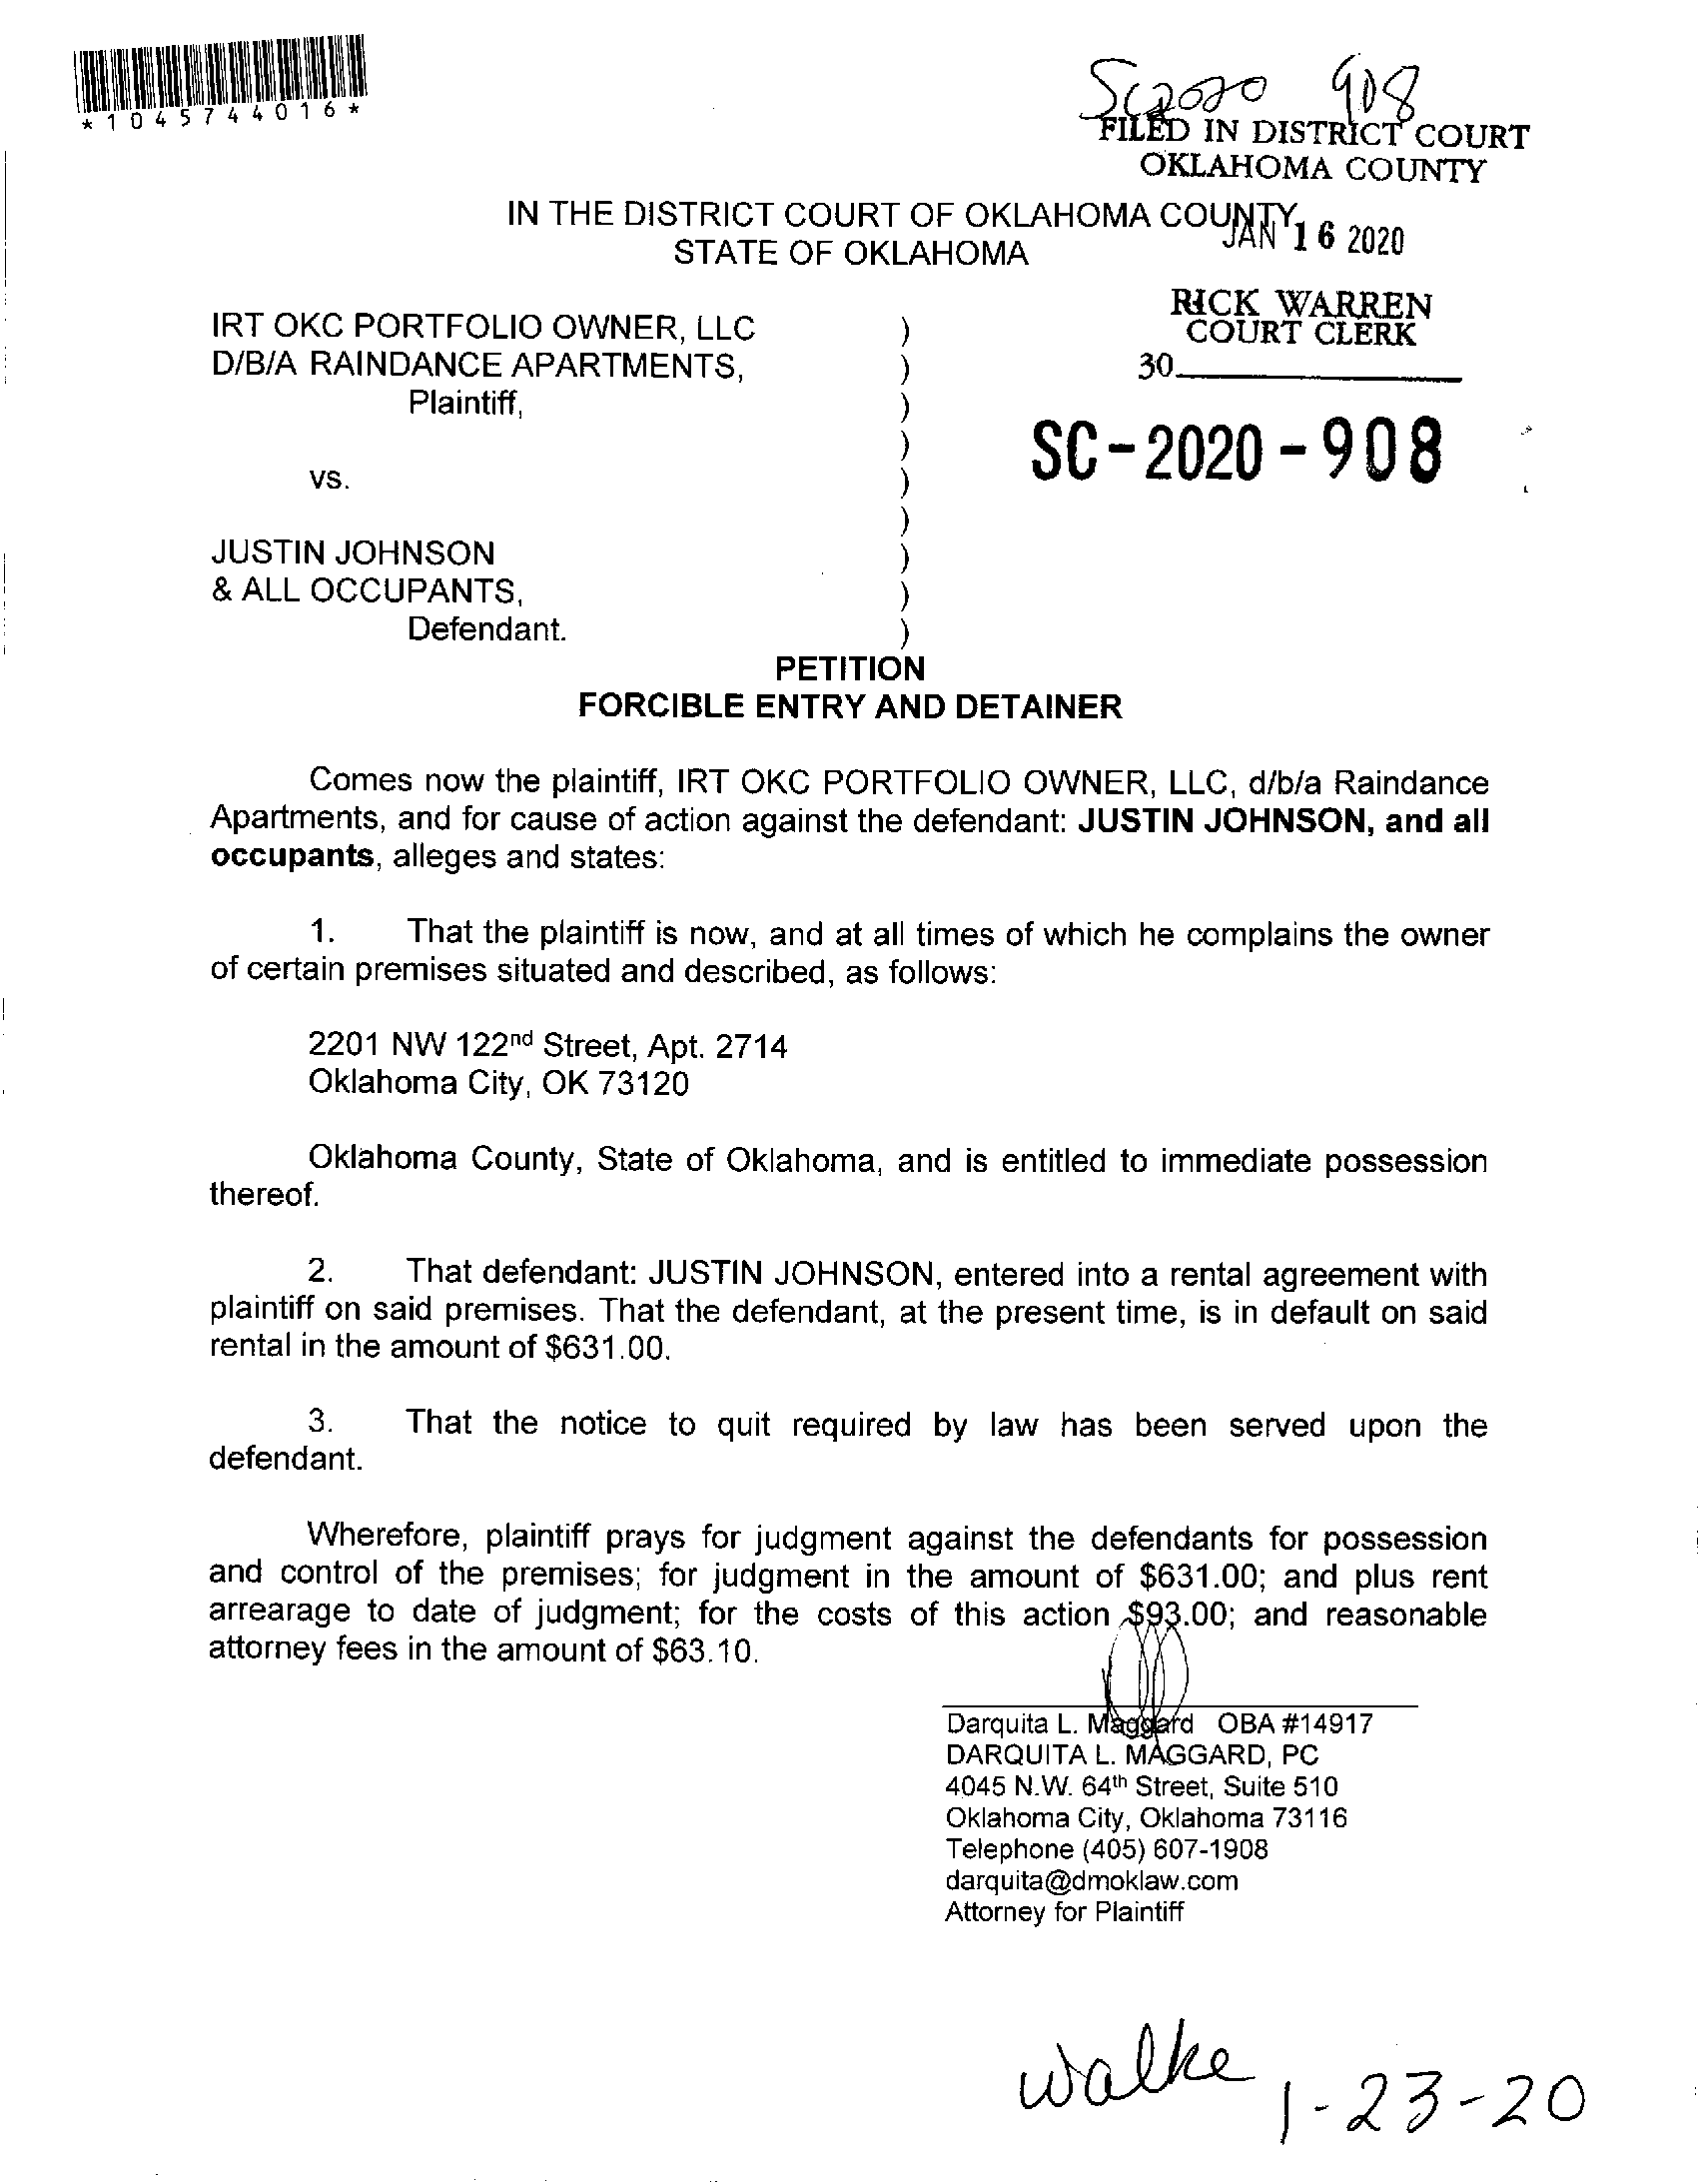 *1045744016*
SC2020 908
FILED IN DISTRICT COURT
OKLAHOMA COUNTY
IN THE DISTRICT COURT OF OKLAHOMA COUNTY
JAN 16 2020
STATE OF OKLAHOMA
RICK WARREN
COURT CLERK
30
IRT OKC PORTFOLIO OWNER, LLC )
D/B/A RAINDANCE APARTMENTS, )
Plaintiff, )
)
SC-2020-908
vs. )
)
JUSTIN JOHNSON )
& ALL OCCUPANTS, )
Defendant. )
PETITION
FORCIBLE ENTRY AND DETAINER
Comes now the plaintiff, IRT OKC PORTFOLIO OWNER, LLC, d/b/a Raindance
Apartments, and for cause of action against the defendant: JUSTIN JOHNSON, and all
occupants, alleges and states:
1. That the plaintiff is now, and at all times of which he complains the owner
of certain premises situated and described, as follows:
2201 NW 122nd Street, Apt. 2714
Oklahoma City, OK 73120
Oklahoma County, State of Oklahoma, and is entitled to immediate possession
thereof.
2. That defendant: JUSTIN JOHNSON, entered into a rental agreement with
plaintiff on said premises. That the defendant, at the present time, is in default on said
rental in the amount of $631.00.
3. That the notice to quit required by law has been served upon the
defendant.
Wherefore, plaintiff prays for judgment against the defendants for possession
and control of the premises; for judgment in the amount of $631.00; and plus rent
arrearage to date of judgment; for the costs of this action $93.00; and reasonable
attorney fees in the amount of $63.10.
Darquita L. Maggard OBA #14917
DARQUITA L. MAGGARD, PC
4045 N.W. 64th Street, Suite 510
Oklahoma City, Oklahoma 73116
Telephone (405) 607-1908
darquita@dmoklaw.com
Attorney for Plaintiff
Walke 1-23-20